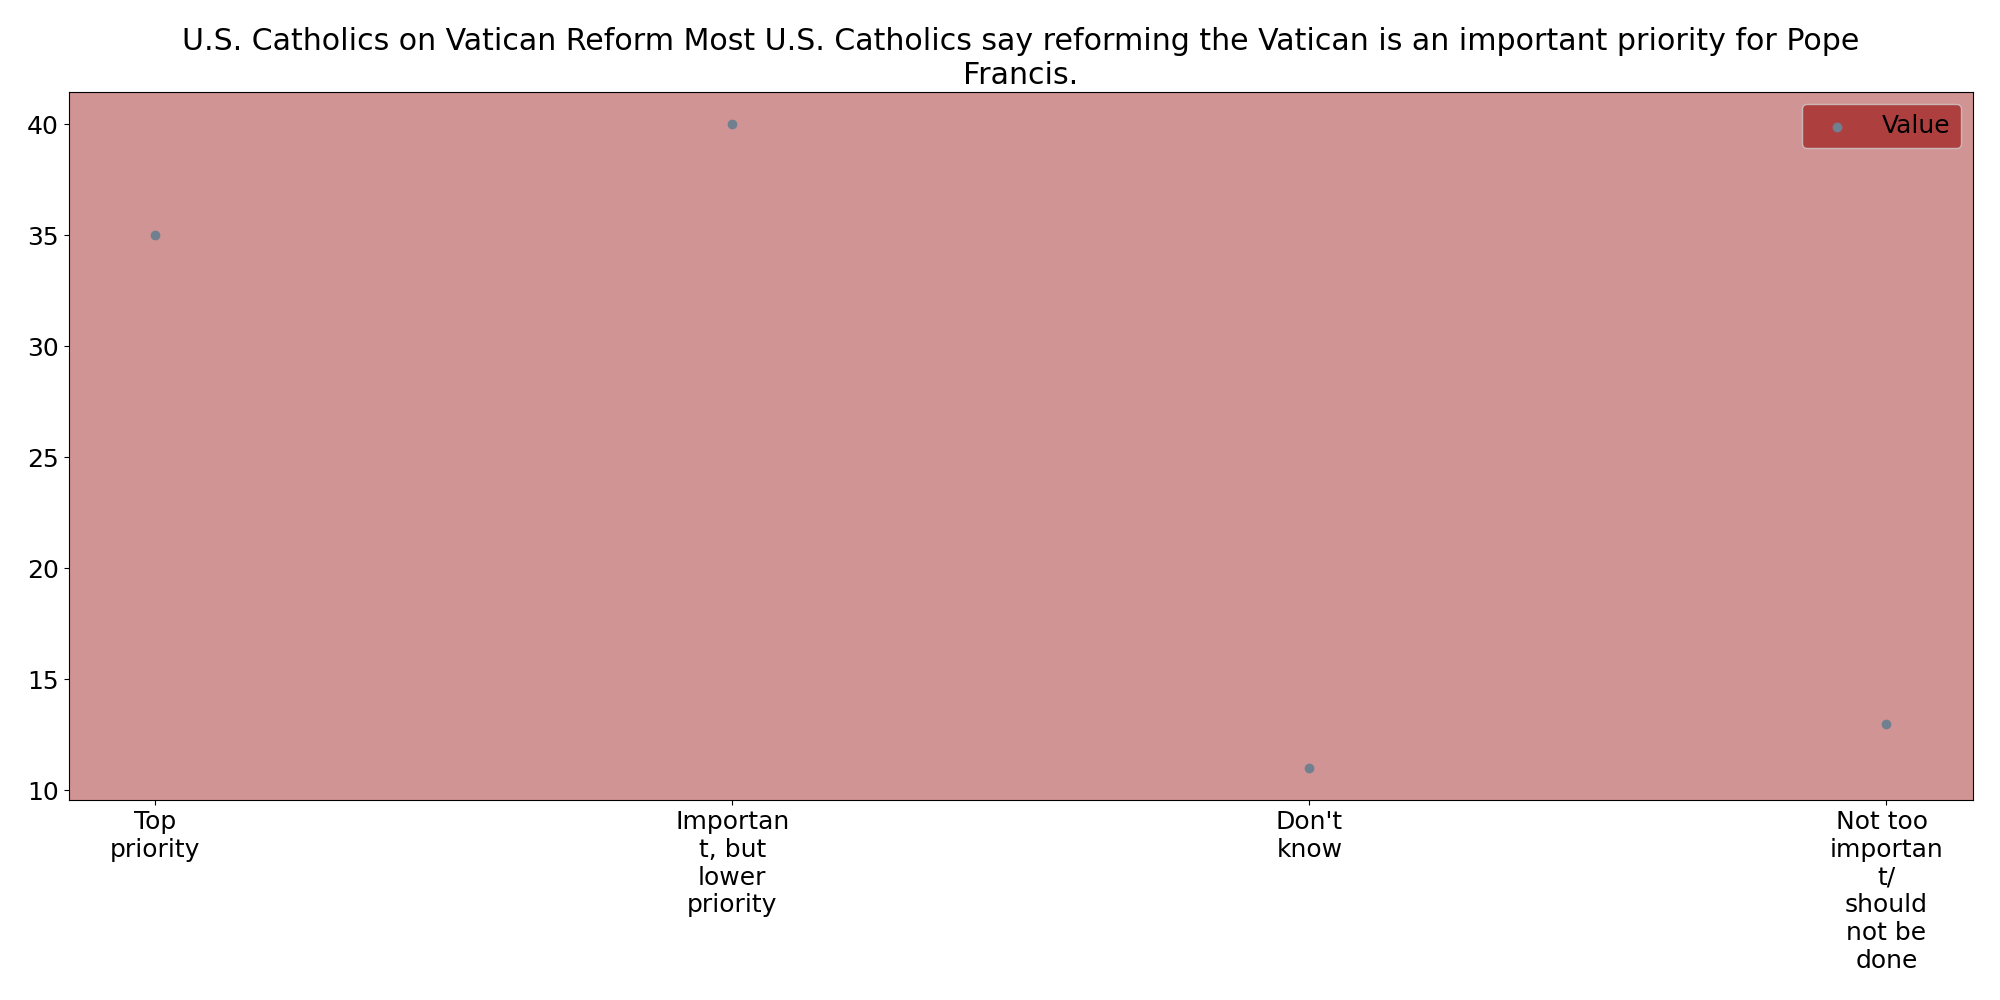 U.S. Catholics on Vatican Reform Most U.S. Catholics say reforming the Vatican is an important priority for Pope
Francis.
Value
40
35
30
25
20
15
10
Top
priority
Importan
t, but
lower
priority
Don't
know
Not too
importan
t/
should
not be
done